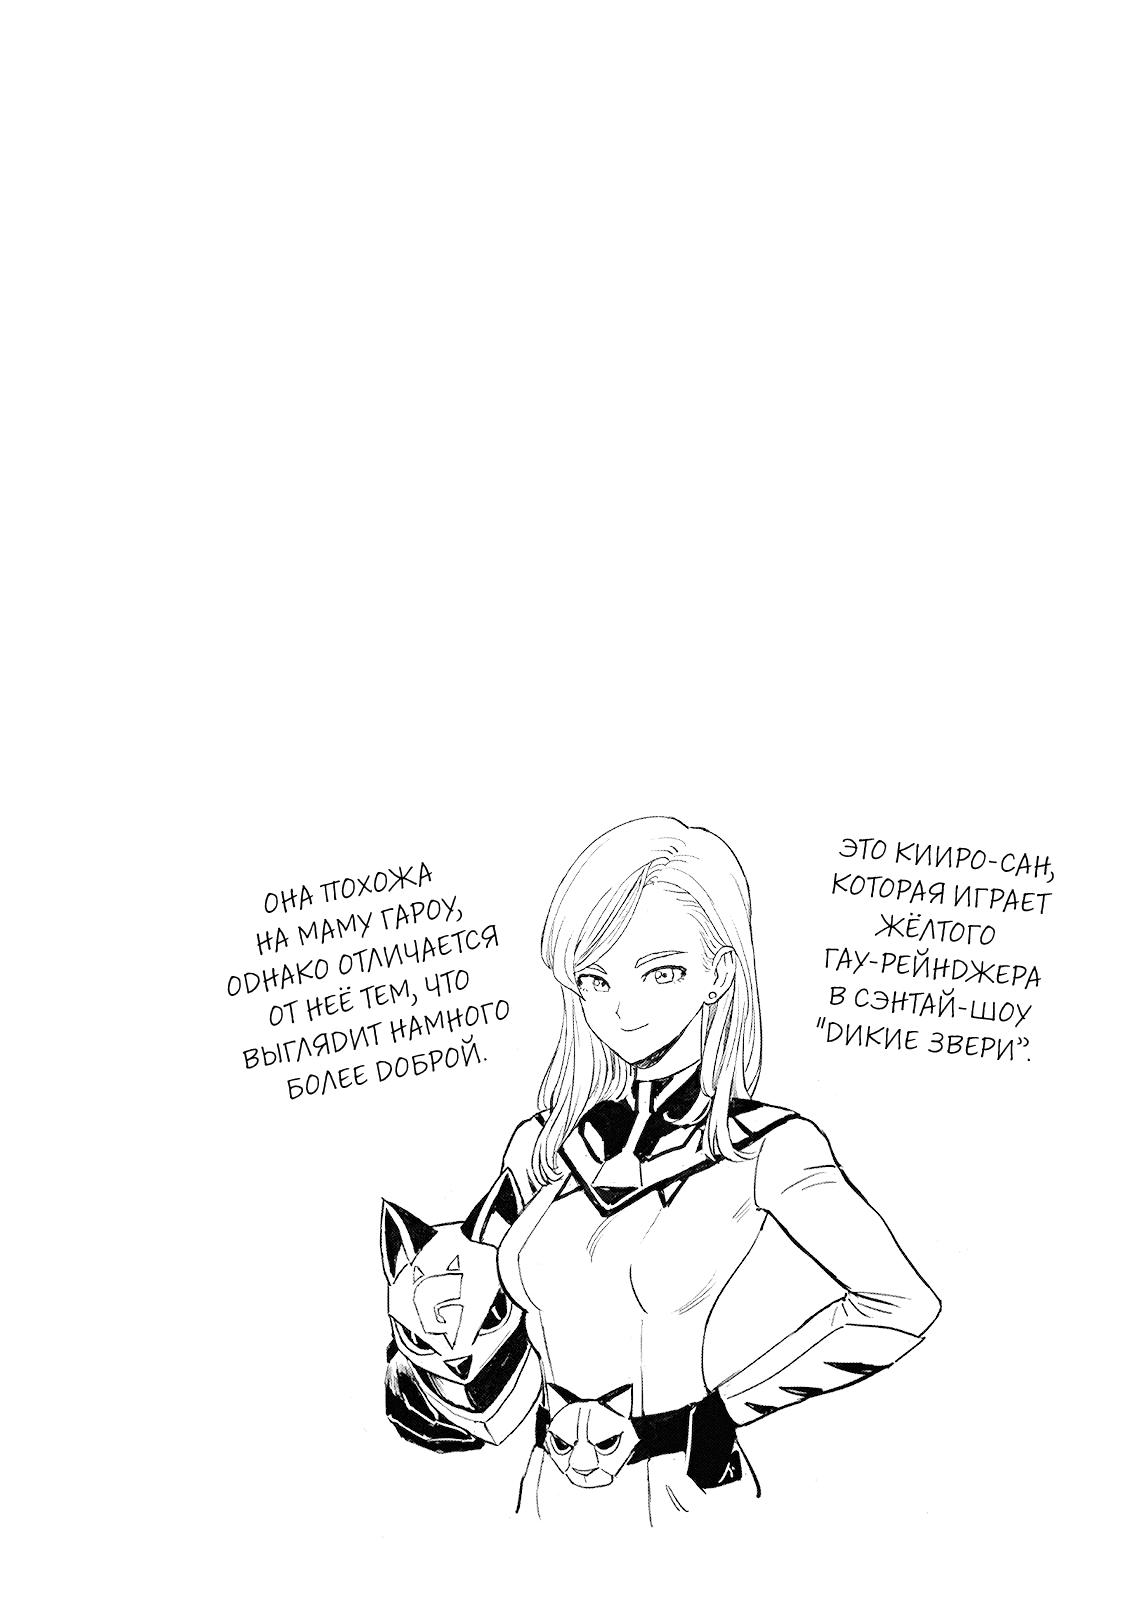 ЭТО КИИРО-САН,
КОТОРАЯ ИГРАЕТ
ЖЁЛТОГО
ГАУ-РЕЙНДЖЕРА
В СЭНТАЙ-ШОУ
"ДИКИЕ ЗВЕРИ”.
ОНА ПОХОЖА
НА МАМУ ГАРОУ,
ОДНАКО ОТЛИЧАЕТСЯ
ОТ НЕЁ ТЕМ, ЧТО
ВЫГЛЯДИТ НАМНОГО
БОЛЕЕ ДОБРОЙ.
G